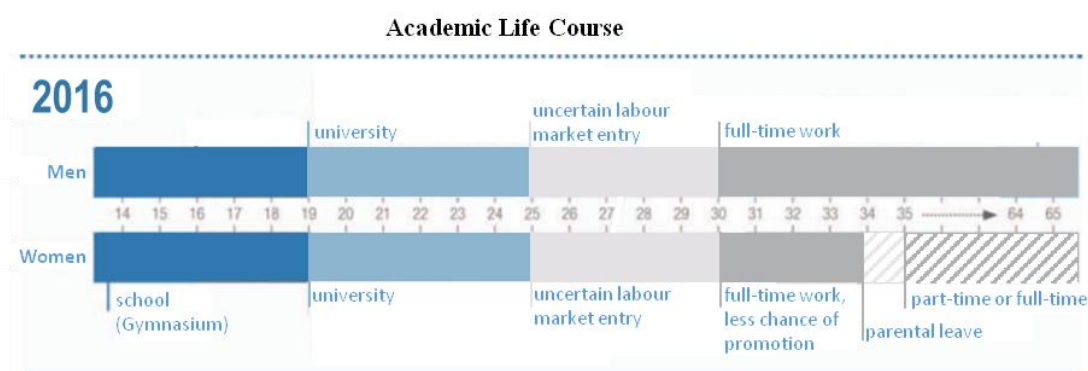 Academic Life Course
2016
university
uncertain labour
market entry
full-time work
Men
14 15 16 17 18 19 20 21 22 23 24 25 26 27 28 29 30 31 32 33 34 35 64 65
Women
school
(Gymnasium)
university
uncertain labour
market entry
full-time work,
less chance of
promotion
parental leave
part-time or full-time